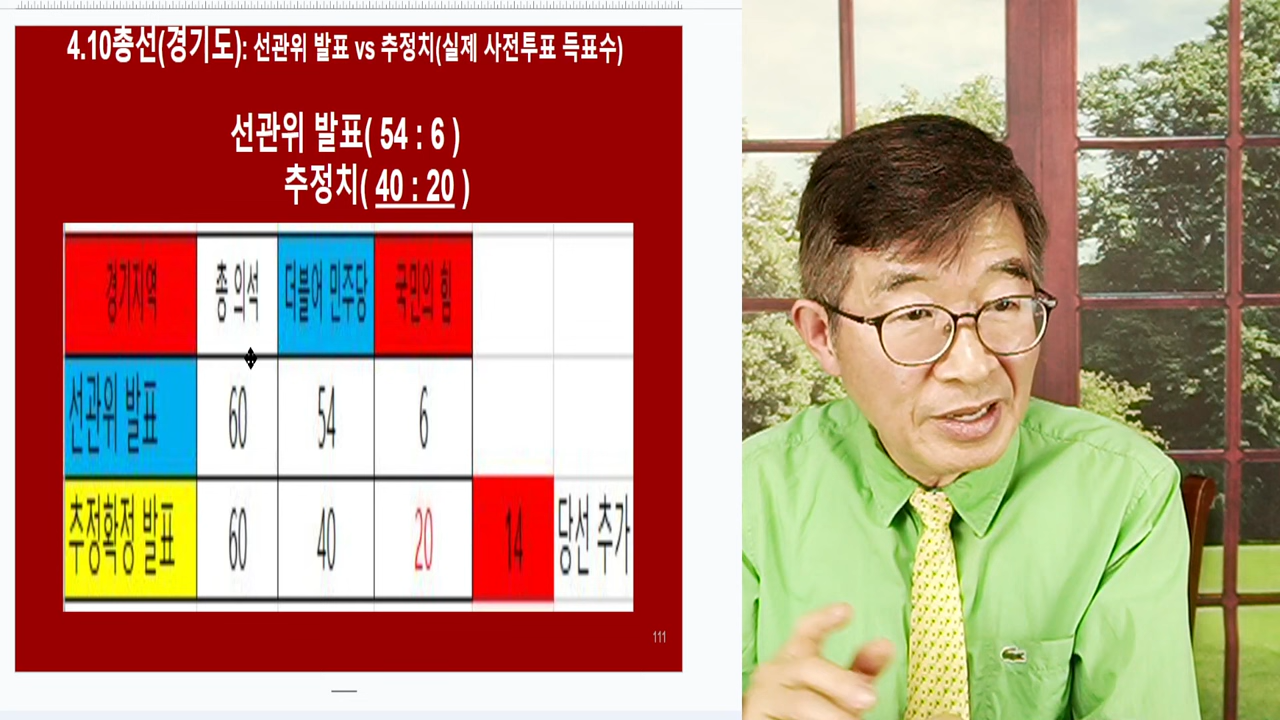 4.10총선(경기도): 선관위 발표 vs 추정치(실제 사전투표 득표수)
선관위 발표( 54 : 6 )
추정치( 40 : 20 )
경기지역 총 의석 더불어 민주당 국민의 힘
선관위 발표 60 54 6
추정확정 발표 60 40 20 14 당선 추가
111